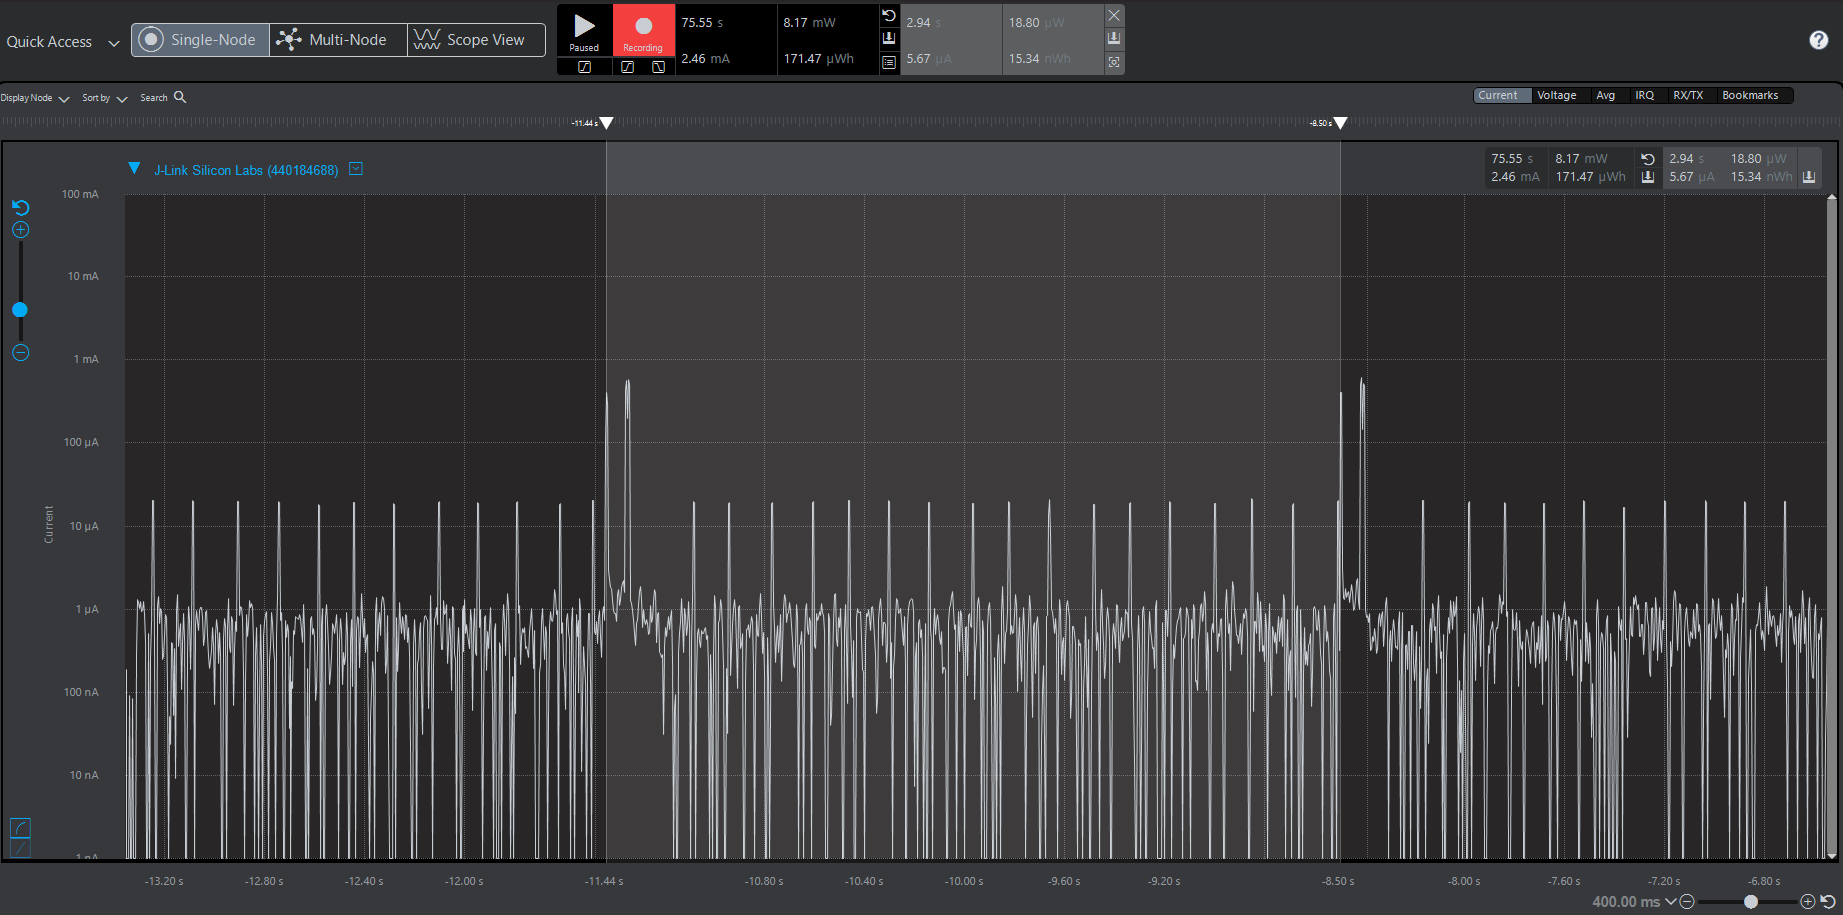 Quick Access
Single-Node
Multi-Node
Scope View
Paused
Recording
75.55 s
8.17 mW
2.46 mA
171.47 µWh
2.94 s
18.80 µW
5.67 µA
15.34 nWh
Display Node
Sort by
Search
Current
Voltage
Avg
IRQ
RX/TX
Bookmarks
-11.44 s
-8.50 s
J-Link Silicon Labs (440184688)
75.55 s
8.17 mW
2.94 s
18.80 µW
2.46 mA
171.47 µWh
5.67 µA
15.34 nWh
100 mA
10 mA
1 mA
100 µA
10 µA
1 µA
100 nA
10 nA
1 nA
Current
-13.20 s
-12.80 s
-12.40 s
-12.00 s
-11.44 s
-10.80 s
-10.40 s
-10.00 s
-9.60 s
-9.20 s
-8.50 s
-8.00 s
-7.60 s
-7.20 s
-6.80 s
400.00 ms